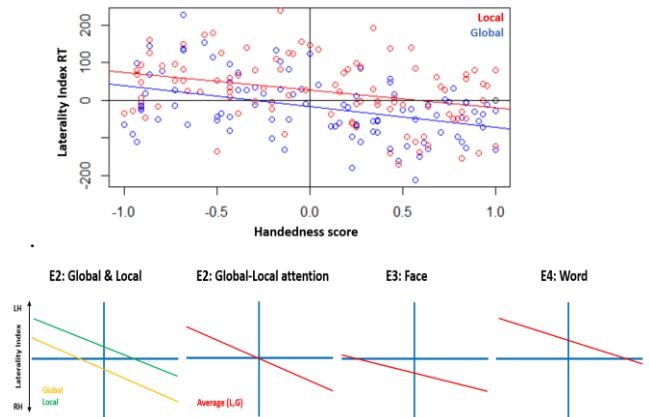 Local
Global
Laterality Index RT
200
100
0
-200
-1.0 -0.5 0.0 0.5 1.0
Handedness score
.
E2: Global & Local
E2: Global-Local attention
E3: Face
E4: Word
LH
Laterality Index
RH
Global
Local
Average (L,G)